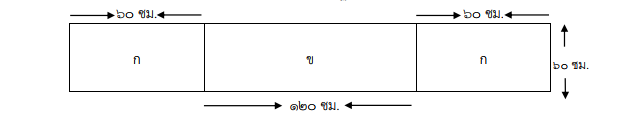 ๖๐ ซม. ๖๐ ซม.
ก ข ก
๖๐ ซม.
๑๒๐ ซม.